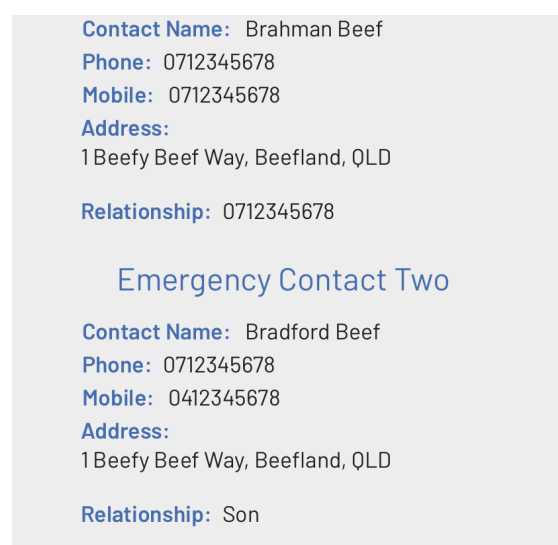 Contact Name: Brahman Beef
Phone: 0712345678
Mobile: 0712345678
Address:
1 Beefy Beef Way, Beefland, QLD
Relationship: 0712345678
Emergency Contact Two
Contact Name: Bradford Beef
Phone: 0712345678
Mobile: 0412345678
Address:
1 Beefy Beef Way, Beefland, QLD
Relationship: Son